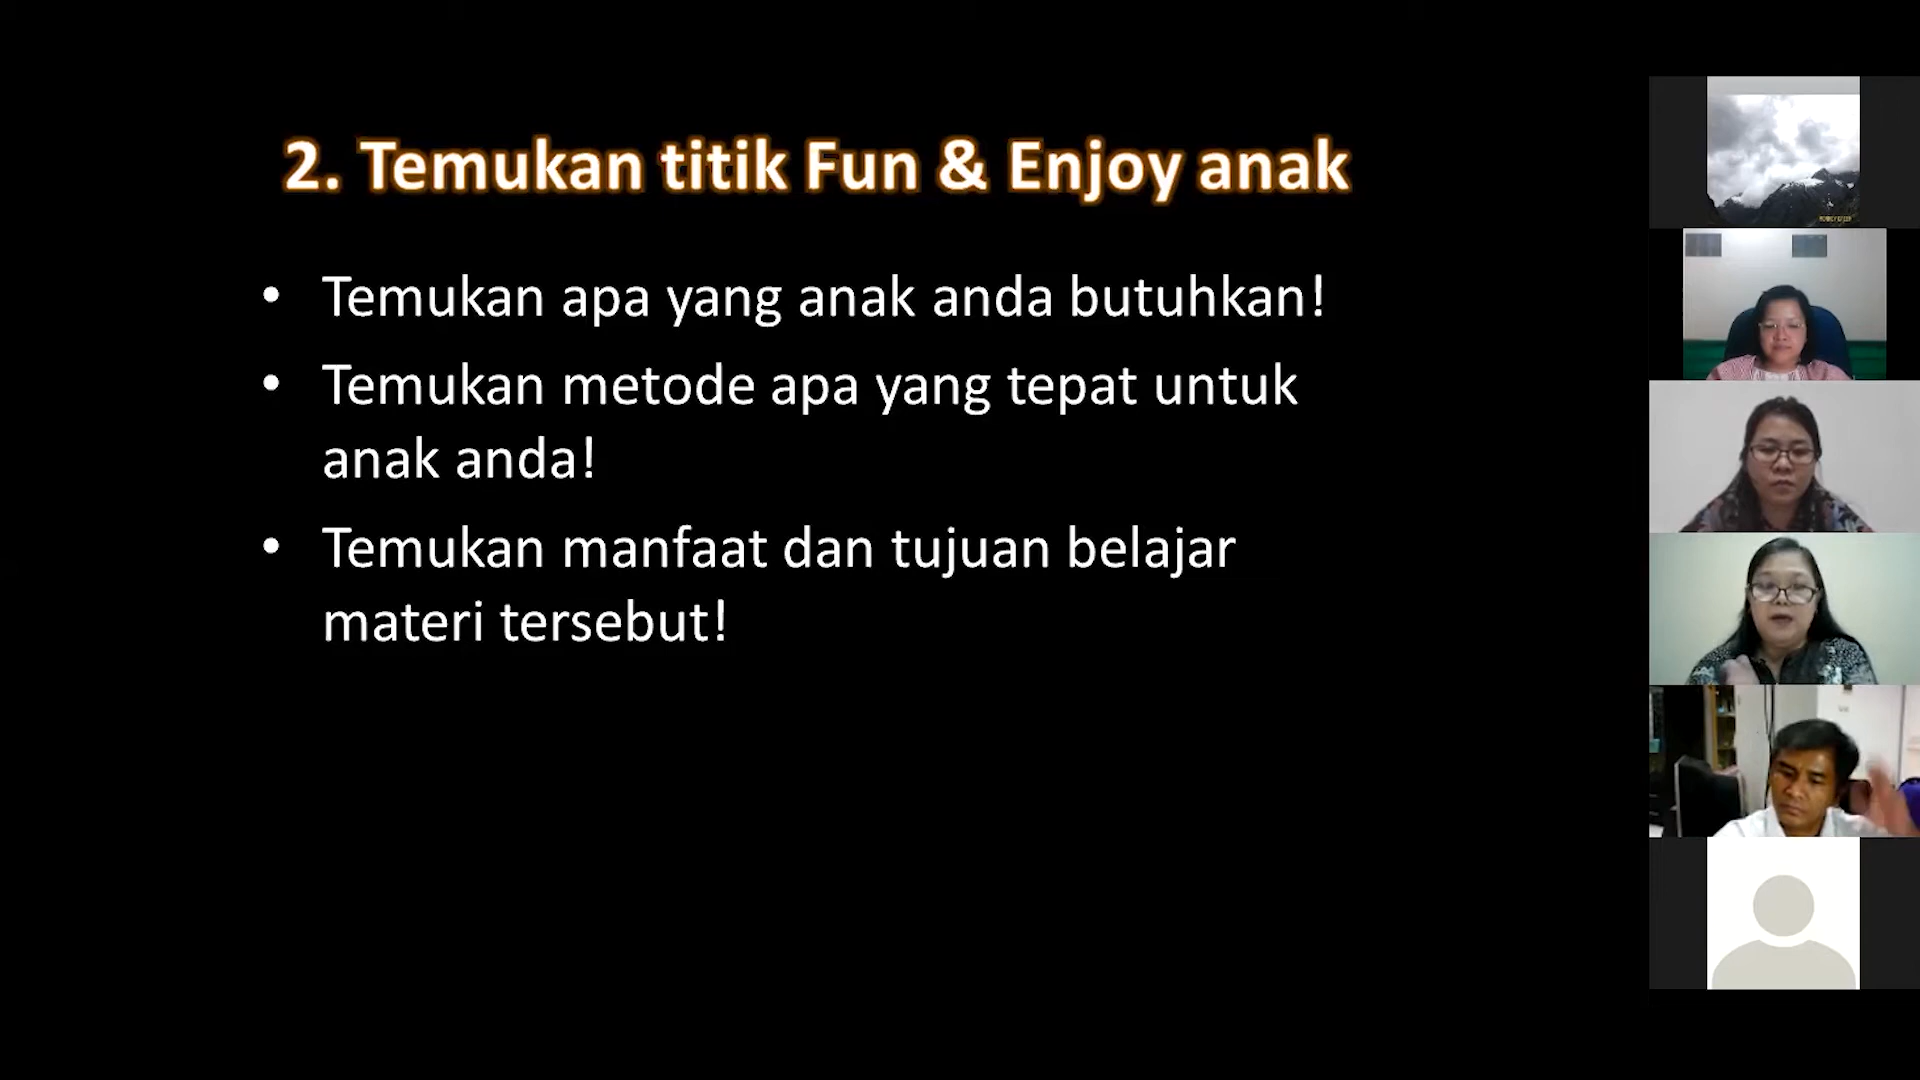 2. Temukan titik Fun & Enjoy anak
• Temukan apa yang anak anda butuhkan!
• Temukan metode apa yang tepat untuk
anak anda!
• Temukan manfaat dan tujuan belajar
materi tersebut!